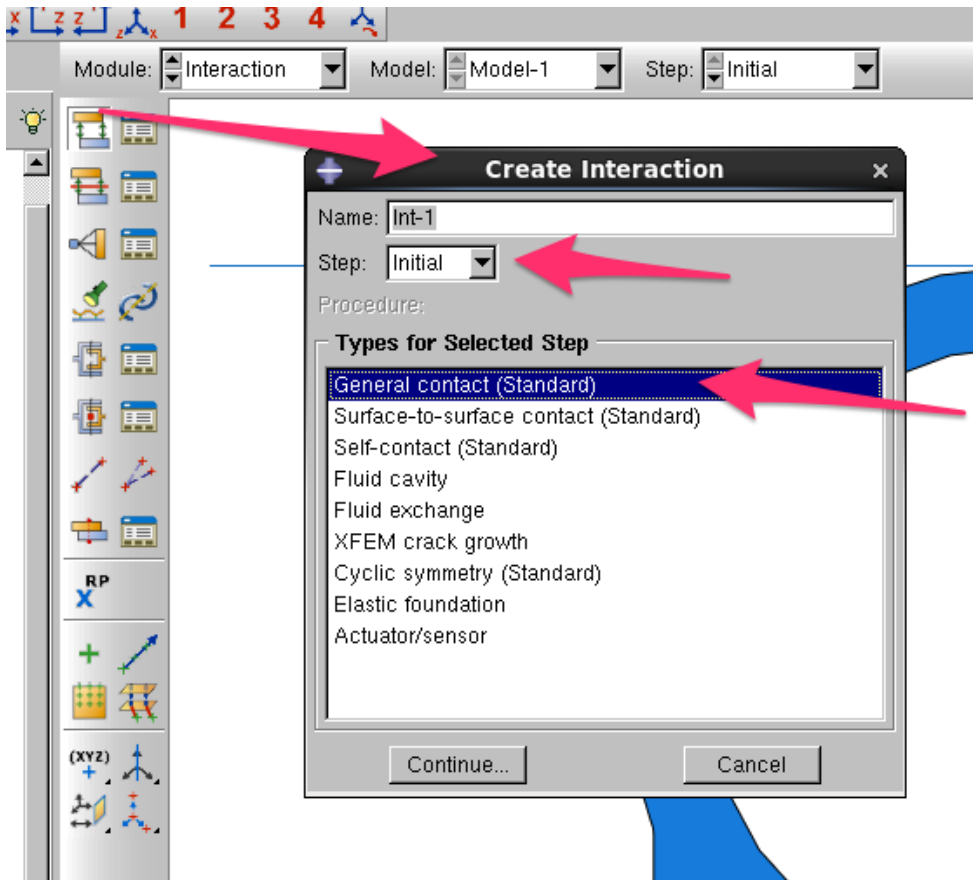 x z z z x 1 2 3 4
Module: Interaction Model: Model-1 Step: Initial
Create Interaction ×
Name: Int-1
Step: Initial
Procedure:
Types for Selected Step
General contact (Standard)
Surface-to-surface contact (Standard)
Self-contact (Standard)
Fluid cavity
Fluid exchange
XFEM crack growth
Cyclic symmetry (Standard)
Elastic foundation
Actuator/sensor
RP
X
(XYZ)
Continue... Cancel